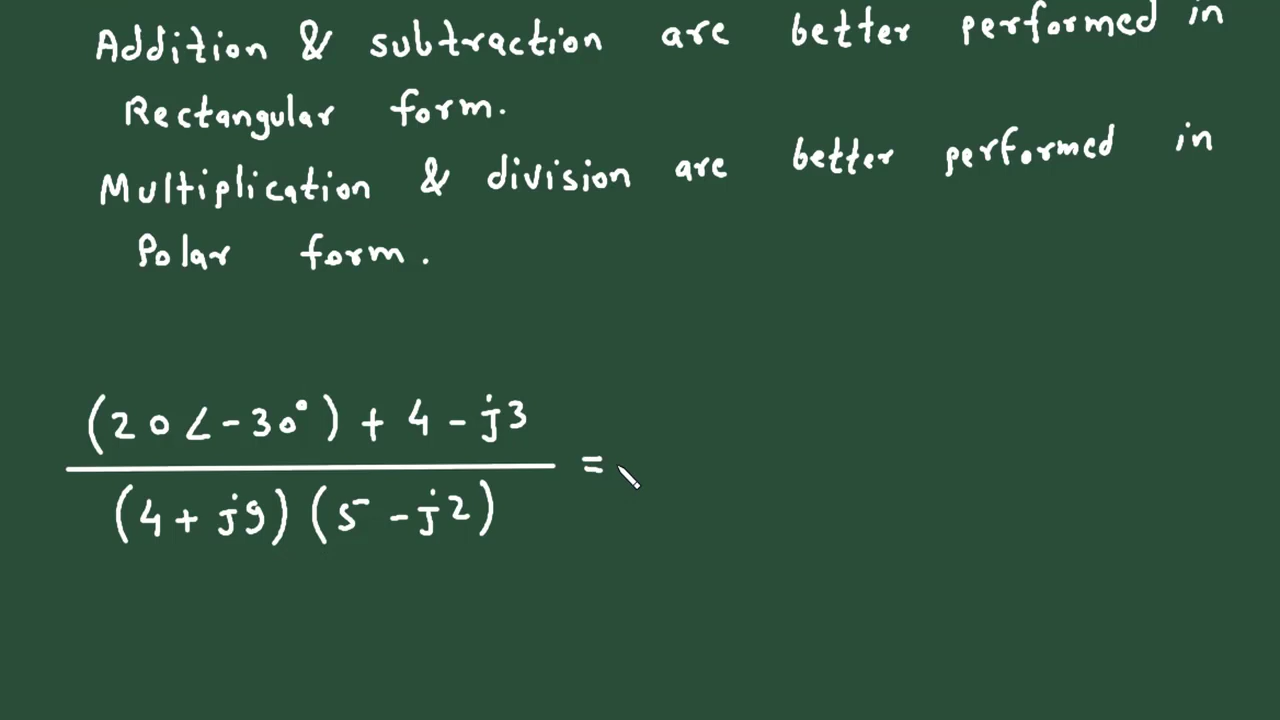 Addition & subtraction are better performed in
Rectangular form.
Multiplication & division are better performed in
Polar form.
(20∠-30°) + 4 - j3
=
(4 + j9) (5 - j2)